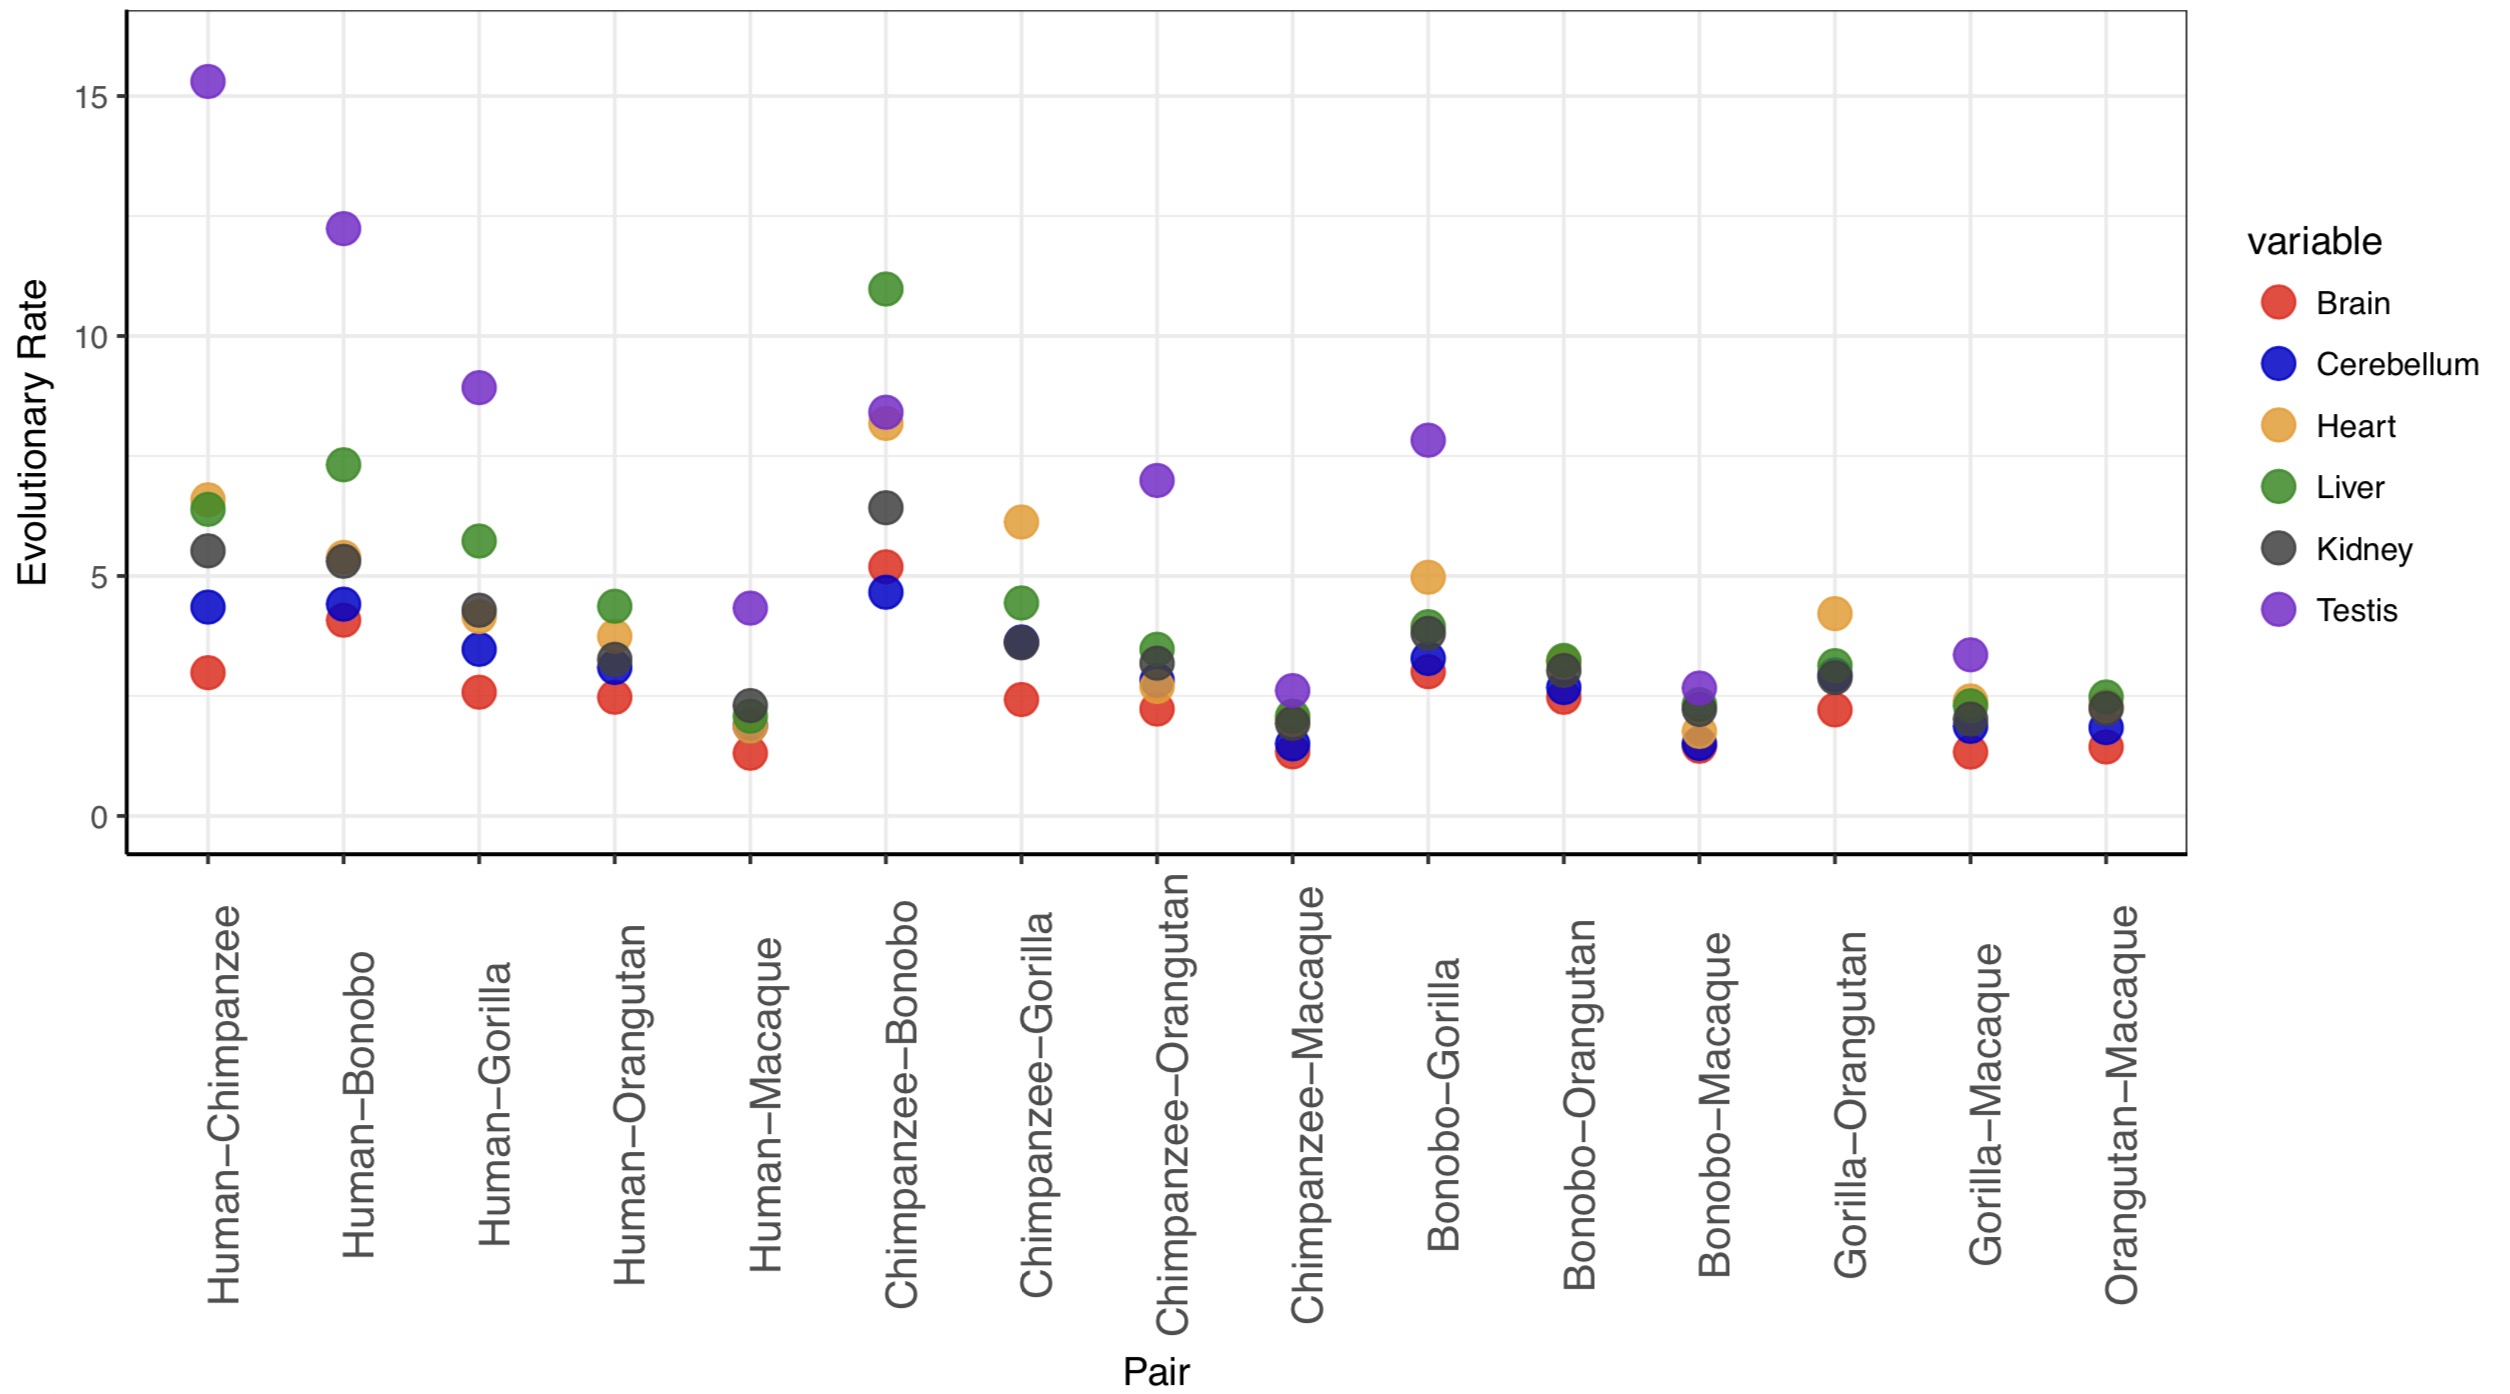 Evolutionary Rate
15
10
5
0
Human–Chimpanzee
Human–Bonobo
Human–Gorilla
Human–Orangutan
Human–Macaque
Chimpanzee–Bonobo
Chimpanzee–Gorilla
Chimpanzee–Orangutan
Chimpanzee–Macaque
Bonobo–Gorilla
Bonobo–Orangutan
Bonobo–Macaque
Gorilla–Orangutan
Gorilla–Macaque
Orangutan–Macaque
Pair
variable
Brain
Cerebellum
Heart
Liver
Kidney
Testis